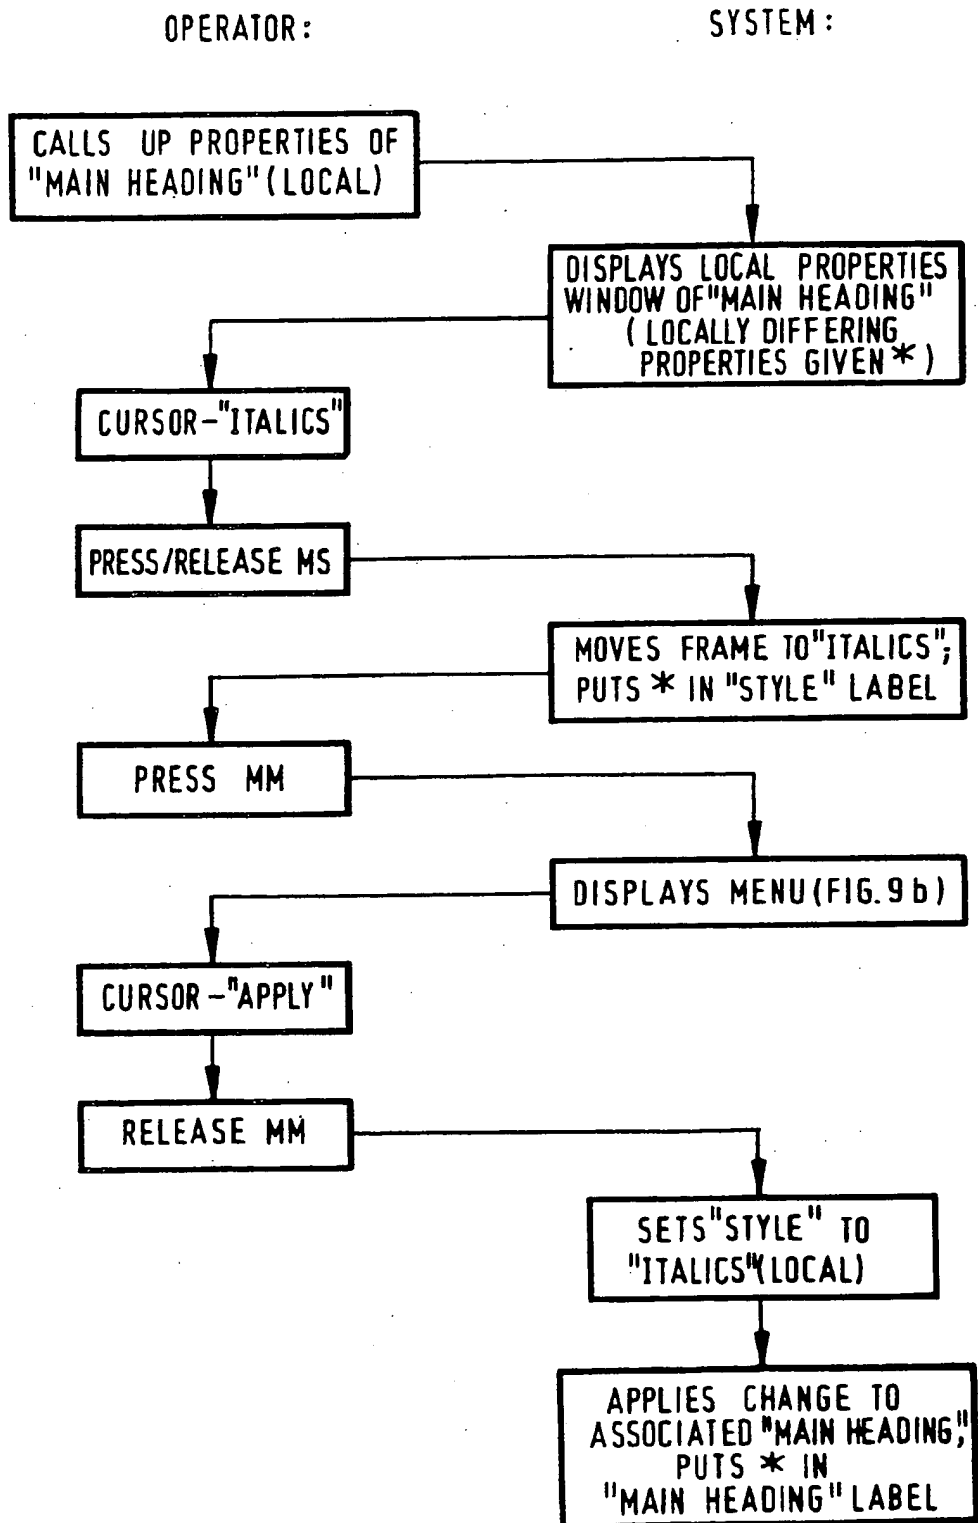 OPERATOR:
SYSTEM:
CALLS UP PROPERTIES OF
"MAIN HEADING"(LOCAL)
DISPLAYS LOCAL PROPERTIES
WINDOW OF "MAIN HEADING"
(LOCALLY DIFFERING
PROPERTIES GIVEN *)
CURSOR-"ITALICS"
PRESS/RELEASE MS
MOVES FRAME TO "ITALICS";
PUTS * IN "STYLE" LABEL
PRESS MM
DISPLAYS MENU (FIG. 9b)
CURSOR-"APPLY"
RELEASE MM
SETS "STYLE" TO
"ITALICS"(LOCAL)
APPLIES CHANGE TO
ASSOCIATED "MAIN HEADING,"
PUTS * IN
"MAIN HEADING" LABEL